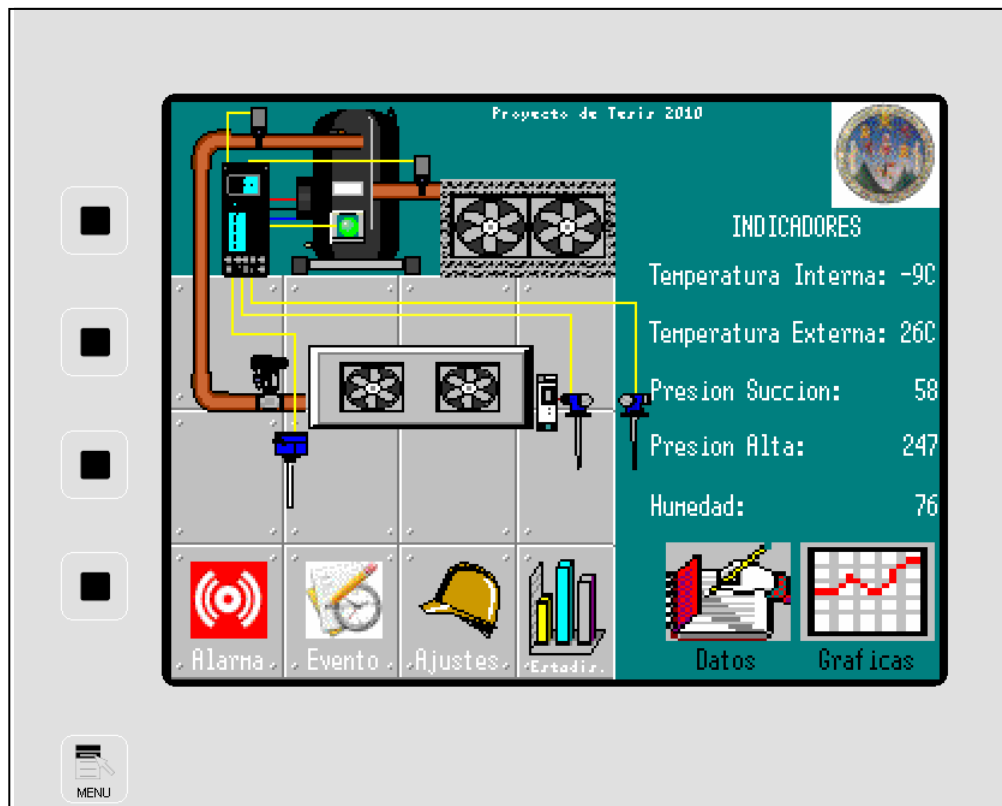 Proyecto de Tesis 2010
INDICADORES
Temperatura Interna: -9C
Temperatura Externa: 26C
Presion Succion: 58
Presion Alta: 247
Humedad: 76
Alarma
Evento
Ajustes
Estadis.
Datos
Graficas
MENU